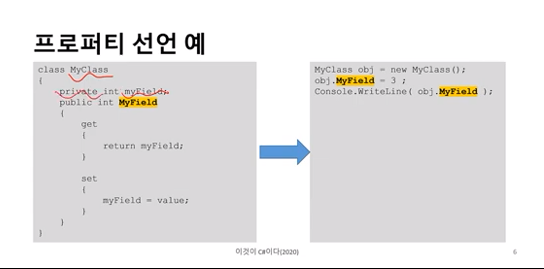 프로퍼티 선언 예
class MyClass
{
private int myField;
public int MyField
{
get
{
return myField;
}
set
{
myField = value;
}
}
}
MyClass obj = new MyClass();
obj.MyField = 3 ;
Console.WriteLine( obj.MyField );
이것이 C#이다(2020)
6